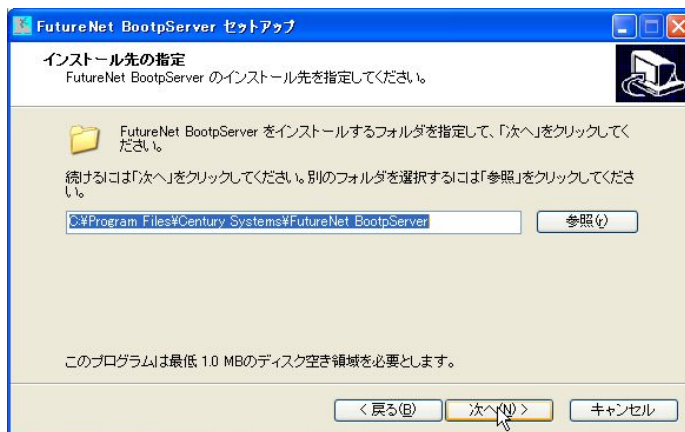 FutureNet BootpServer セットアップ
インストール先の指定
FutureNet BootpServer のインストール先を指定してください。
FutureNet BootpServer をインストールするフォルダを指定して、「次へ」をクリックしてく
ださい。
続けるには「次へ」をクリックしてください。別のフォルダを選択するには「参照」をクリックしてくださ
い。
C:¥Program Files¥Century Systems¥FutureNet BootpServer
参照(r)
このプログラムは最低 1.0 MBのディスク空き領域を必要とします。
< 戻る(B)
次へ(N) >
キャンセル